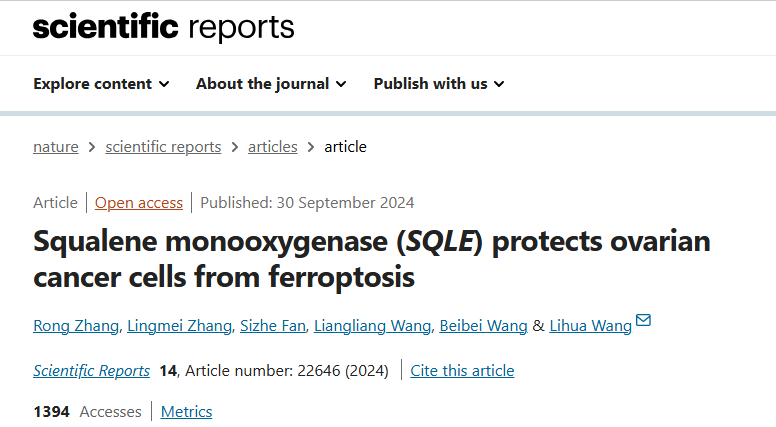 scientific reports
Explore content About the journal Publish with us
nature > scientific reports > articles > article
Article | Open access | Published: 30 September 2024
Squalene monooxygenase (SQLE) protects ovarian
cancer cells from ferroptosis
Rong Zhang, Lingmei Zhang, Sizhe Fan, Liangliang Wang, Beibei Wang & Lihua Wang
Scientific Reports 14, Article number: 22646 (2024) | Cite this article
1394 Accesses | Metrics